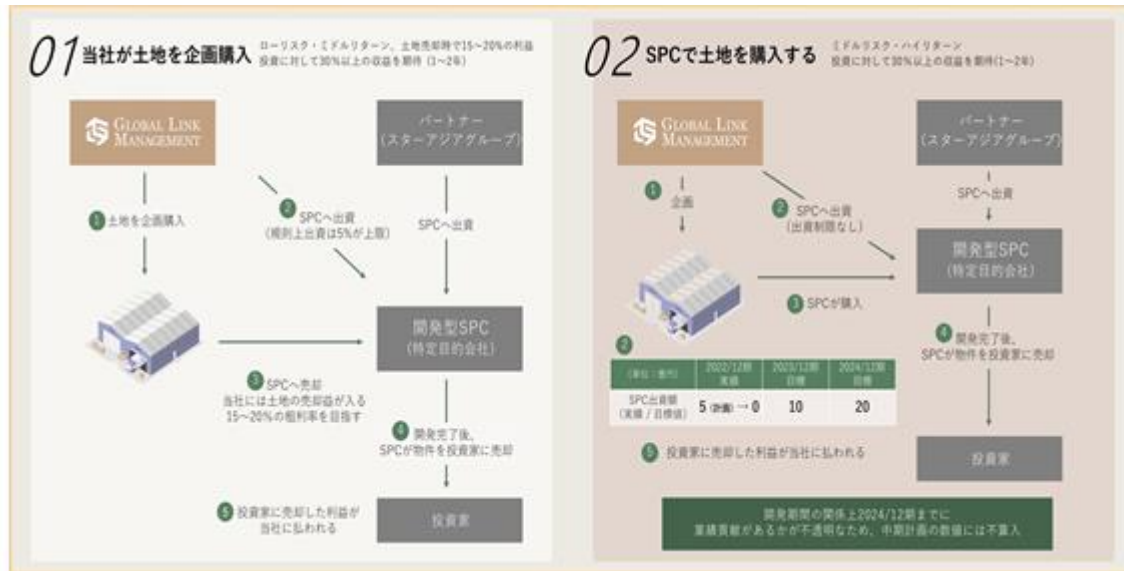 01 当社が土地を企画購入
ローリスク・ミドルリターン、土地売却時で15～20%の利益
投資に対して30%以上の収益を期待 (1～2年)
GLOBAL LINK
MANAGEMENT
パートナー
(スターアジアグループ)
1 土地を企画購入
2 SPCへ出資
(規則上出資は5%が上限)
SPCへ出資
開発型SPC
(特定目的会社)
3 SPCへ売却
当社には土地の売却益が入る
15～20%の粗利率を目指す
4 開発完了後、
SPCが物件を投資家に売却
5 投資家に売却した利益が
当社に払われる
投資家
02 SPCで土地を購入する
ミドルリスク・ハイリターン
投資に対して30%以上の収益を期待(1～2年)
GLOBAL LINK
MANAGEMENT
パートナー
(スターアジアグループ)
1 企画
2 SPCへ出資
(出資制限なし)
SPCへ出資
開発型SPC
(特定目的会社)
3 SPCが購入
4 開発完了後、
SPCが物件を投資家に売却
2
(単位：億円) 2022/12期 実績 2023/12期 目標 2024/12期 目標
SPC出資額
(実績 / 目標値) 5 (計画) → 0 10 20
5 投資家に売却した利益が当社に払われる
投資家
開発期間の関係上2024/12期までに
業績貢献があるかが不透明なため、中期計画の数値には不算入